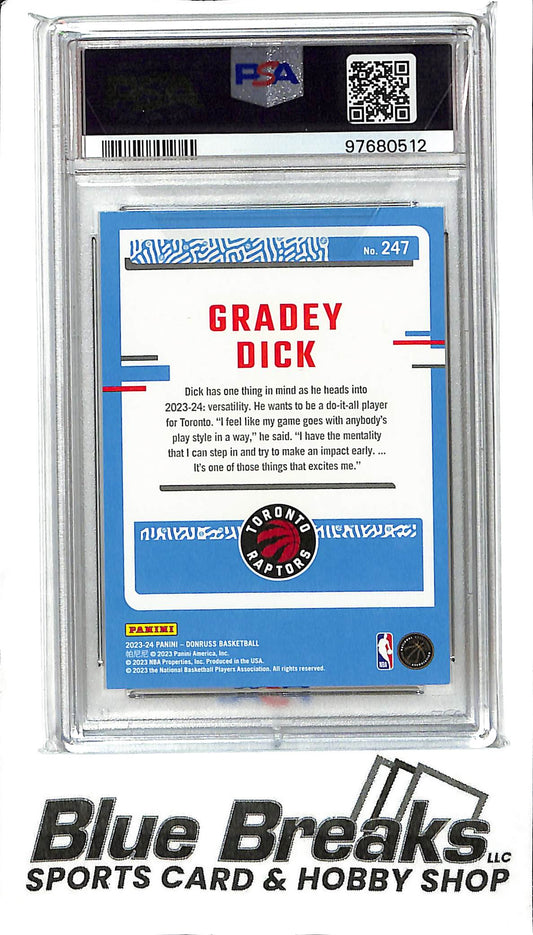 PSA
97680512
No. 247
GRADEY
DICK
Dick has one thing in mind as he heads into
2023-24: versatility. He wants to be a do-it-all player
for Toronto. “I feel like my game goes with anybody’s
play style in a way,” he said. “I have the mentality
that I can step in and try to make an impact early. ...
It’s one of those things that excites me.”
TORONTO
RAPTORS
PANINI
2023-24 PANINI – DONRUSS BASKETBALL
帕尼尼 © 2023 Panini America, Inc.
© 2023 NBA Properties, Inc. Produced in the USA.
© 2023 the National Basketball Players Association. All rights reserved.
NBA
Blue Breaks LLC
SPORTS CARD & HOBBY SHOP